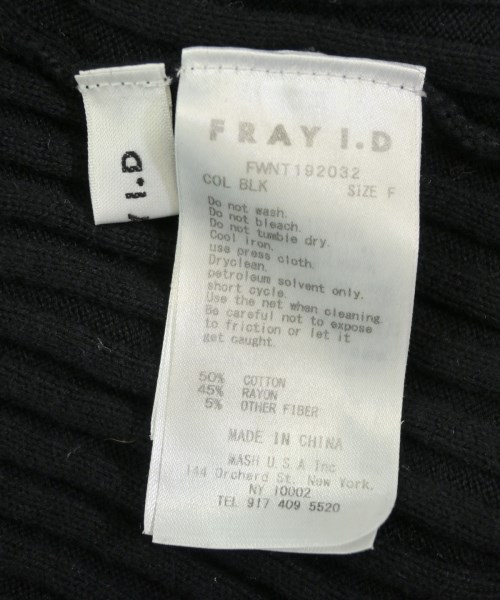 Y I.D
FRAY I.D
FWNT192032
COL BLK SIZE F
Do not wash.
Do not bleach.
Do not tumble dry.
Cool iron.
use press cloth.
Dryclean.
petroleum solvent only.
short cycle.
Use the net when cleaning.
Be careful not to expose
to friction or let it
get caught.
50% COTTON
45% RAYON
5% OTHER FIBER
MADE IN CHINA
MASH U.S.A Inc
144 Orchard St. New York.
NY 10002
TEL 917 409 5520